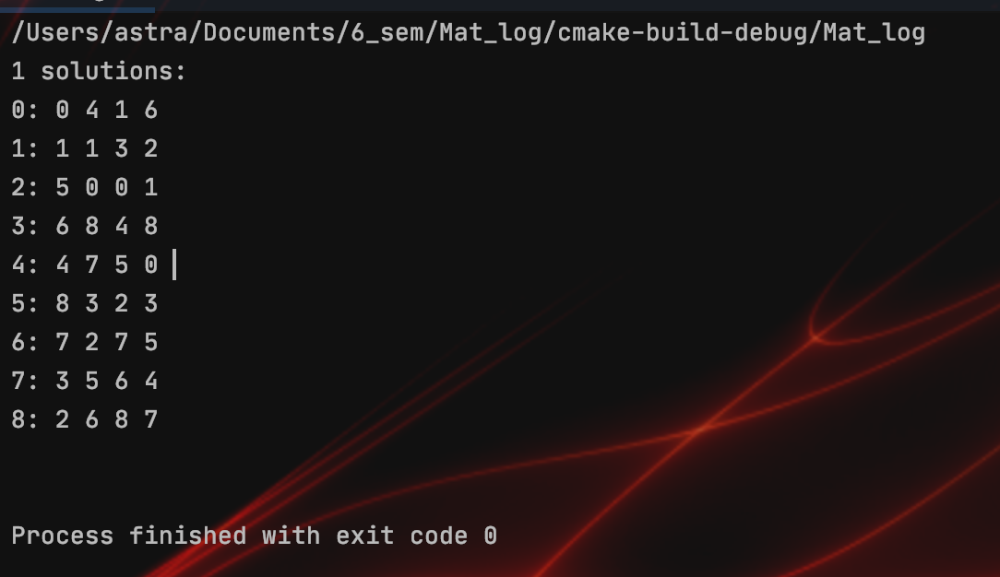 /Users/astra/Documents/6_sem/Mat_log/cmake-build-debug/Mat_log
1 solutions:
0: 0 4 1 6
1: 1 1 3 2
2: 5 0 0 1
3: 6 8 4 8
4: 4 7 5 0
5: 8 3 2 3
6: 7 2 7 5
7: 3 5 6 4
8: 2 6 8 7
Process finished with exit code 0